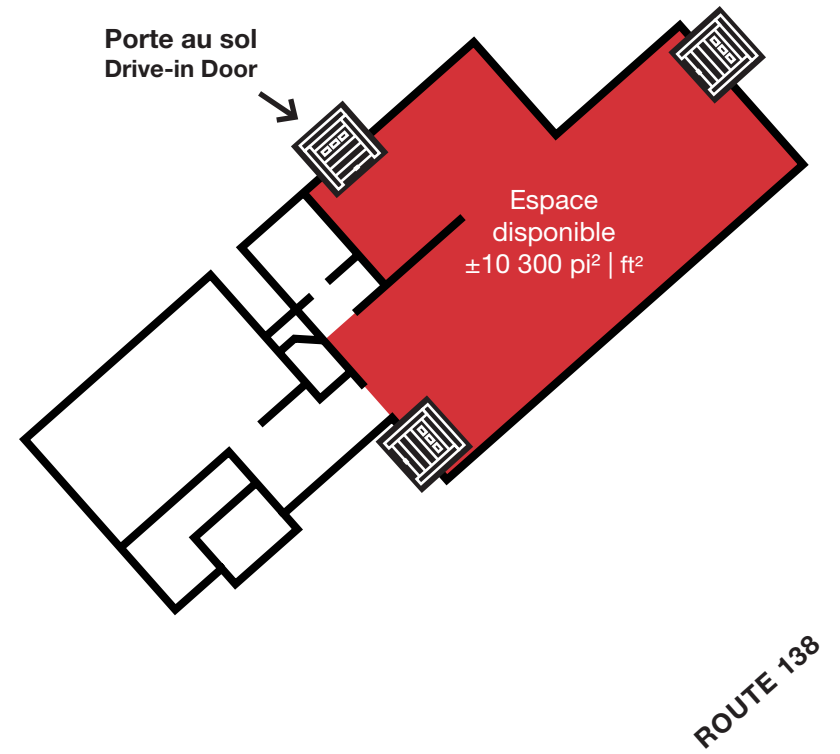 Porte au sol
Drive-in Door
Espace
disponible
±10 300 pi² | ft²
ROUTE 138